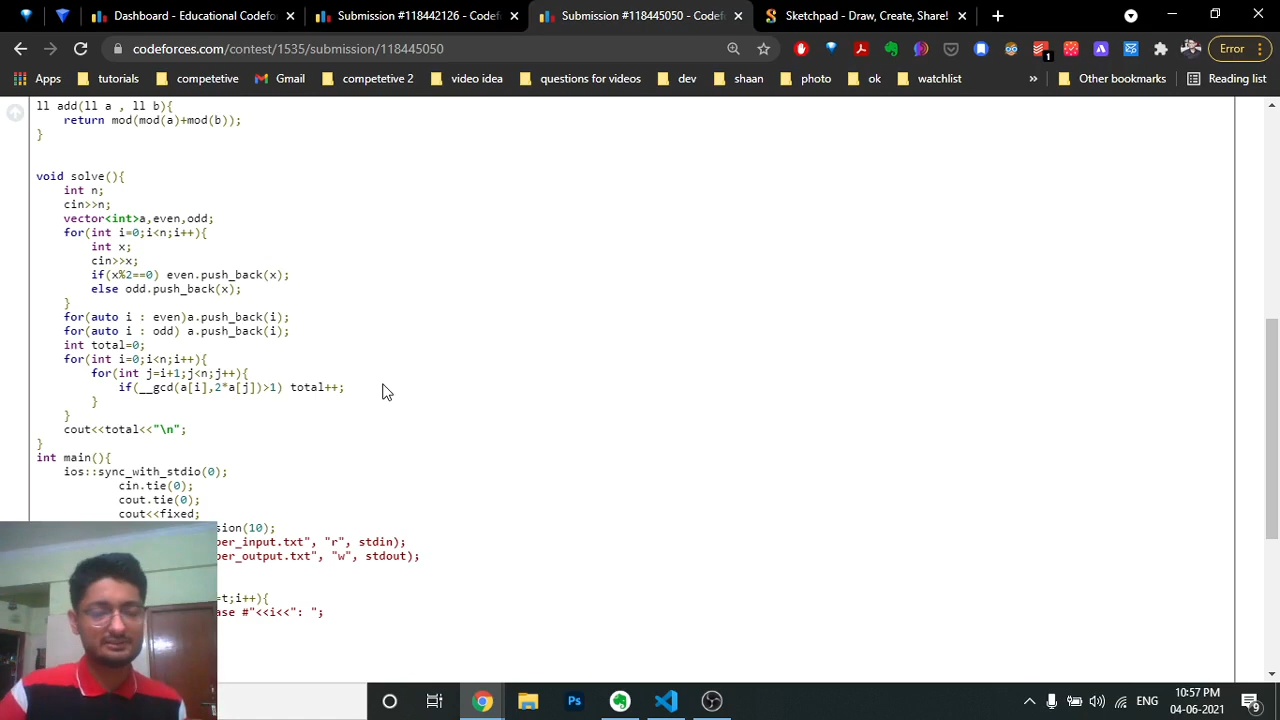 Dashboard - Educational Codefor
Submission #118442126 - Codefo
Submission #118445050 - Codefo
Sketchpad - Draw, Create, Share!
codeforces.com/contest/1535/submission/118445050
Error
1
Apps
tutorials
competetive
Gmail
competetive 2
video idea
questions for videos
dev
shaan
photo
ok
watchlist
»
Other bookmarks
Reading list
ll add(ll a , ll b){
return mod(mod(a)+mod(b));
}
void solve(){
int n;
cin>>n;
vector<int>a,even,odd;
for(int i=0;i<n;i++){
int x;
cin>>x;
if(x%2==0) even.push_back(x);
else odd.push_back(x);
}
for(auto i : even)a.push_back(i);
for(auto i : odd) a.push_back(i);
int total=0;
for(int i=0;i<n;i++){
for(int j=i+1;j<n;j++){
if(__gcd(a[i],2*a[j])>1) total++;
}
}
cout<<total<<"\n";
}
int main(){
ios::sync_with_stdio(0);
cin.tie(0);
cout.tie(0);
cout<<fixed;
sion(10);
per_input.txt", "r", stdin);
per_output.txt", "w", stdout);
=t;i++){
ase #"<<i<<": ";
ENG
10:57 PM
04-06-2021
9